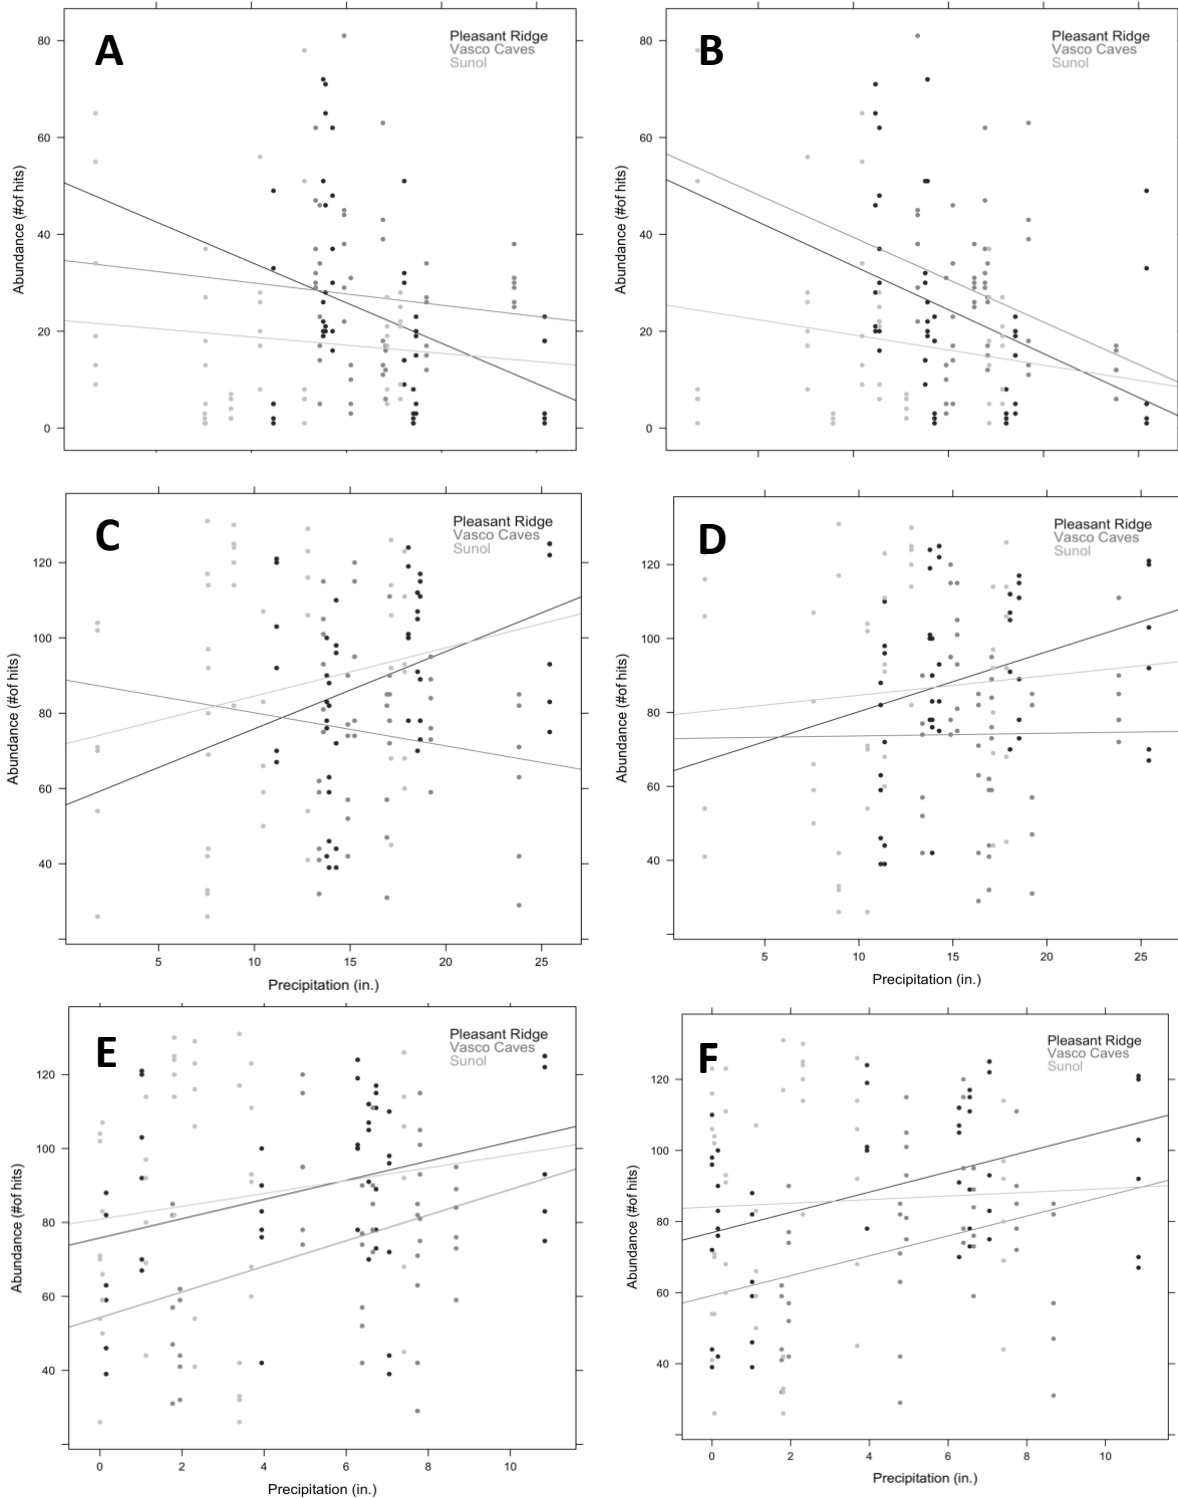 A
Pleasant Ridge
Vasco Caves
Sunol
80
60
40
20
0
Abundance (#of hits)
B
Pleasant Ridge
Vasco Caves
Sunol
80
60
40
20
0
Abundance (#of hits)
C
Pleasant Ridge
Vasco Caves
Sunol
120
100
80
60
40
Abundance (#of hits)
5 10 15 20 25
Precipitation (in.)
D
Pleasant Ridge
Vasco Caves
Sunol
120
100
80
60
40
Abundance (#of hits)
5 10 15 20 25
Precipitation (in.)
E
Pleasant Ridge
Vasco Caves
Sunol
120
100
80
60
40
Abundance (#of hits)
0 2 4 6 8 10
Precipitation (in.)
F
Pleasant Ridge
Vasco Caves
Sunol
120
100
80
60
40
Abundance (#of hits)
0 2 4 6 8 10
Precipitation (in.)